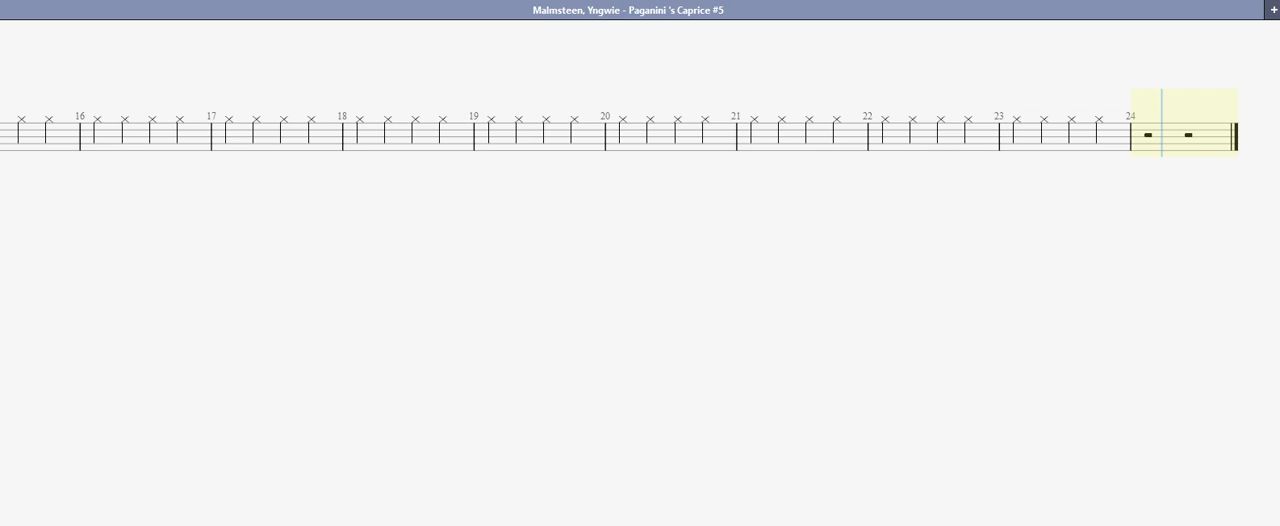 Malmsteen, Yngwie - Paganini 's Caprice #5
+
16 17 18 19 20 21 22 23 24